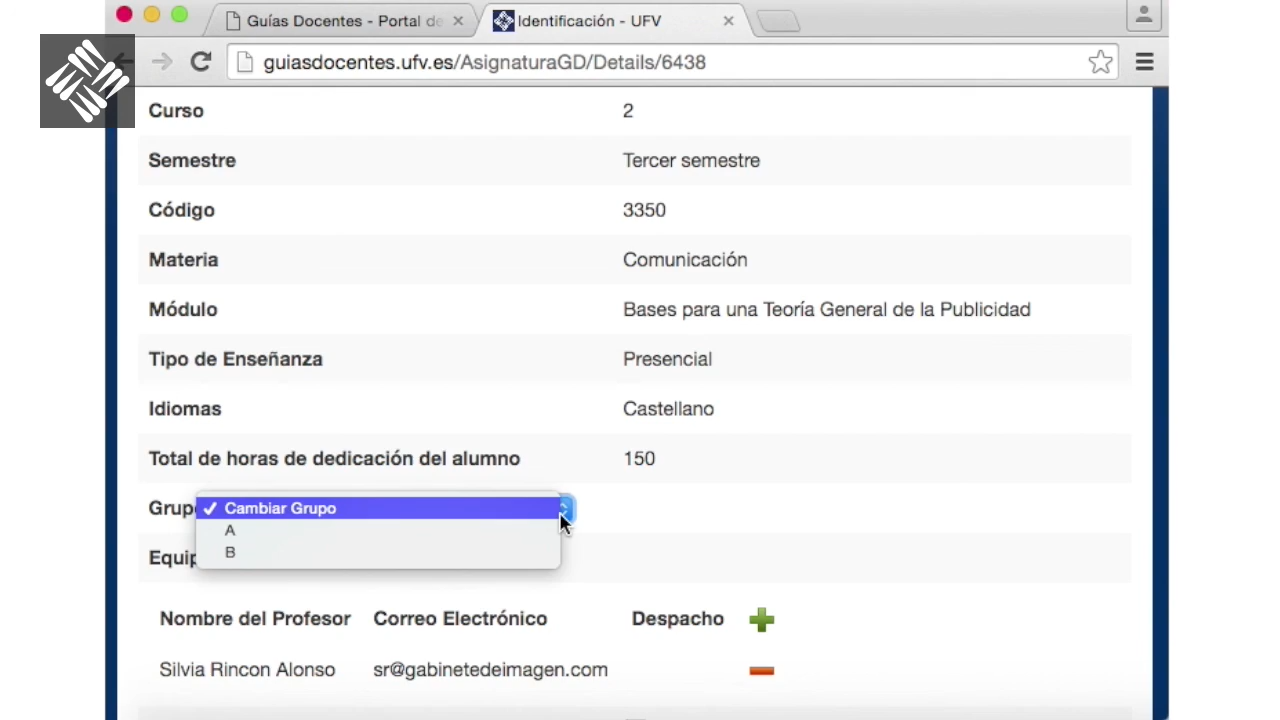 Guías Docentes - Portal de
Identificación - UFV
guiasdocentes.ufv.es/AsignaturaGD/Details/6438
Curso 2
Semestre Tercer semestre
Código 3350
Materia Comunicación
Módulo Bases para una Teoría General de la Publicidad
Tipo de Enseñanza Presencial
Idiomas Castellano
Total de horas de dedicación del alumno 150
Grup ✓ Cambiar Grupo
A
B
Equip
Nombre del Profesor Correo Electrónico Despacho
Silvia Rincon Alonso sr@gabinetedeimagen.com